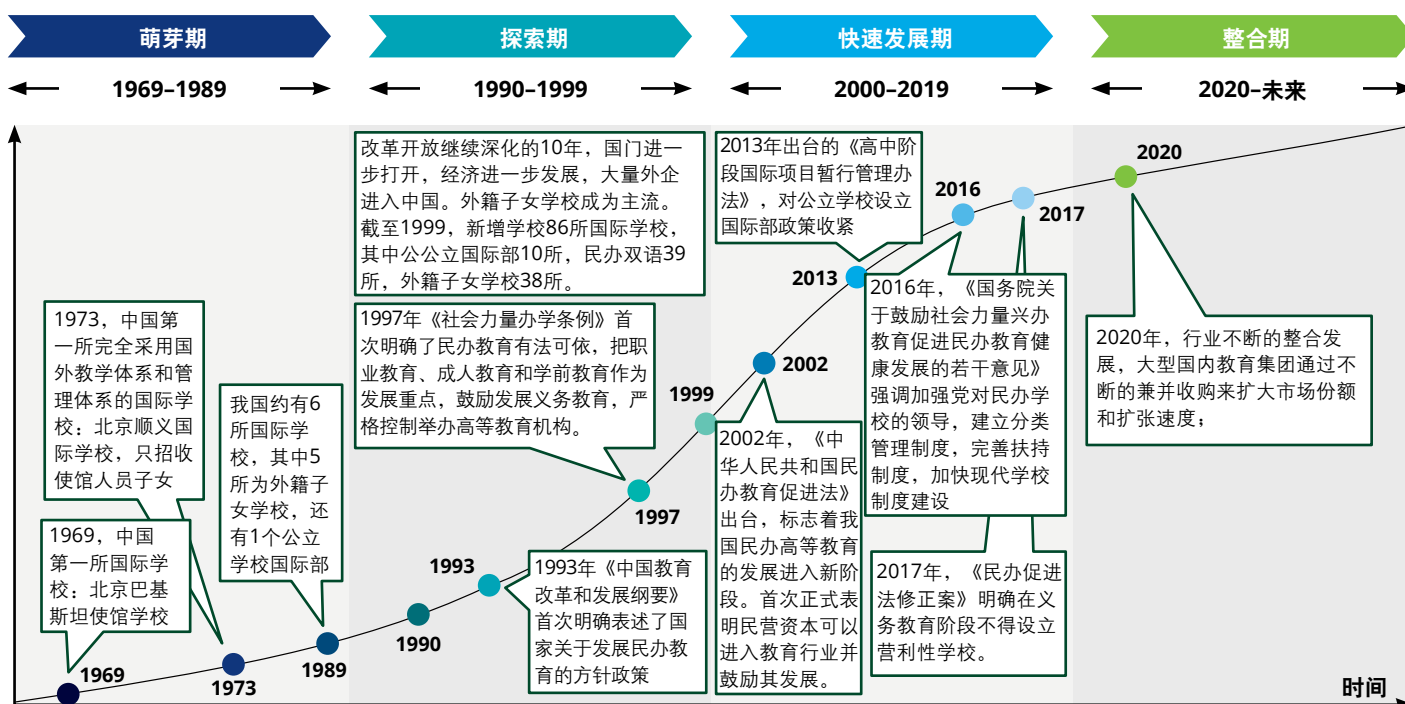 萌芽期
探索期
快速发展期
整合期
1969–1989
1990–1999
2000–2019
2020–未来
1969
1969，中国
第一所国际学
校：北京巴基
斯坦使馆学校
1973
1973，中国第
一所完全采用国
外教学体系和管
理体系的国际学
校：北京顺义国
际学校，只招收
使馆人员子女
1989
我国约有6
所国际学
校，其中5
所为外籍子
女学校，还
有1个公立
学校国际部
1990
改革开放继续深化的10年，国门进一
步打开，经济进一步发展，大量外企
进入中国。外籍子女学校成为主流。
截至1999，新增学校86所国际学校，
其中公公立国际部10所，民办双语39
所，外籍子女学校38所。
1993
1993年《中国教育
改革和发展纲要》
首次明确表述了国
家关于发展民办教
育的方针政策
1997
1997年《社会力量办学条例》首
次明确了民办教育有法可依，把职
业教育、成人教育和学前教育作为
发展重点，鼓励发展义务教育，严
格控制举办高等教育机构。
1999
2002
2002年，《中
华人民共和国民
办教育促进法》
出台，标志着我
国民办高等教育
的发展进入新阶
段。首次正式表
明民营资本可以
进入教育行业并
鼓励其发展。
2013
2013年出台的《高中阶
段国际项目暂行管理办
法》，对公立学校设立
国际部政策收紧
2016
2016年，《国务院关
于鼓励社会力量兴办
教育促进民办教育健
康发展的若干意见》
强调加强党对民办学
校的领导，建立分类
管理制度，完善扶持
制度，加快现代学校
制度建设
2017
2017年，《民办促进
法修正案》明确在义
务教育阶段不得设立
营利性学校。
2020
2020年，行业不断的整合发
展，大型国内教育集团通过不
断的兼并收购来扩大市场份额
和扩张速度；
时间